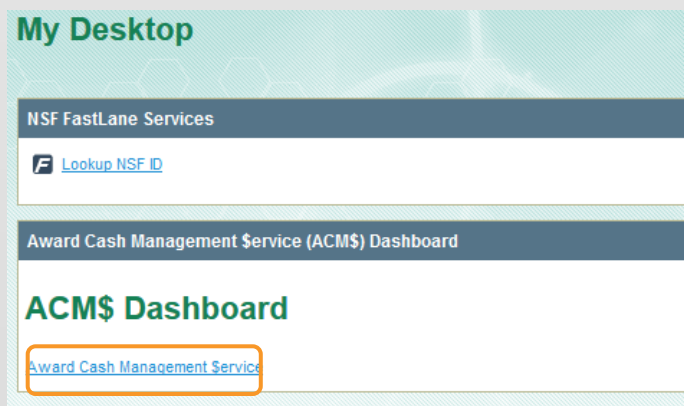 My Desktop
NSF FastLane Services
F Lookup NSF ID
Award Cash Management $ervice (ACM$) Dashboard
ACM$ Dashboard
Award Cash Management $ervice